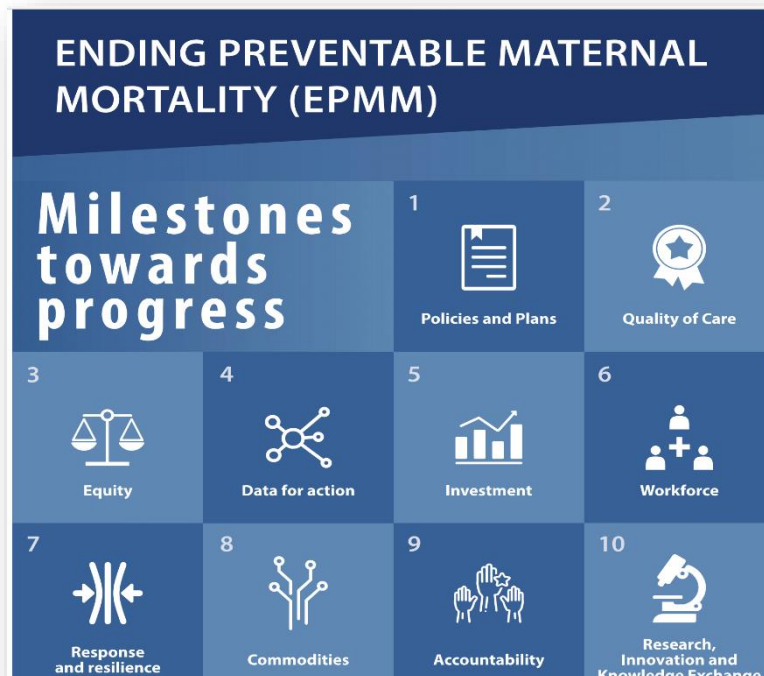 ENDING PREVENTABLE MATERNAL
MORTALITY (EPMM)
Milestones
towards
progress
1
Policies and Plans
2
Quality of Care
3
Equity
4
Data for action
5
Investment
6
Workforce
7
Response
and resilience
8
Commodities
9
Accountability
10
Research,
Innovation and
Knowledge Exchange